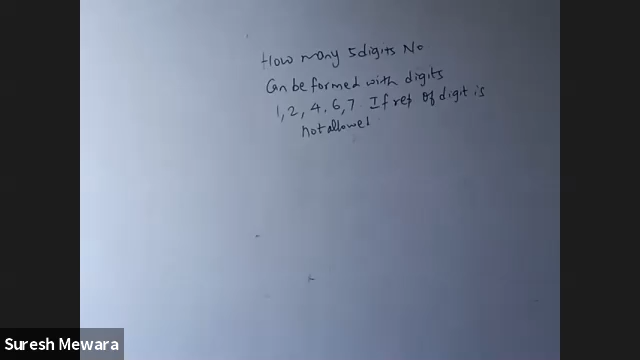 How many 5digits No
Can be formed with digits
1, 2, 4, 6, 7. If rep of digit is
not allowed
Suresh Mewara